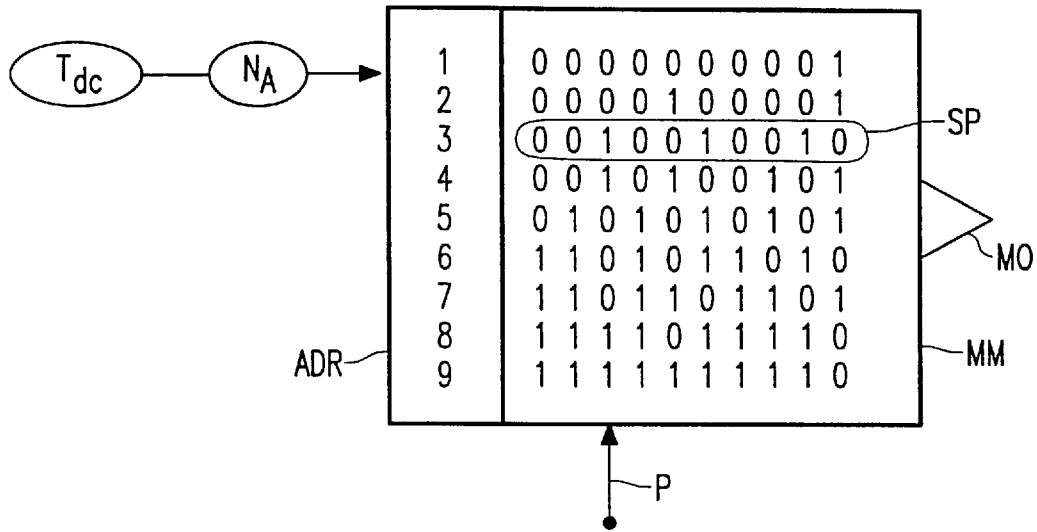 T_dc N_A
1 0 0 0 0 0 0 0 0 0 1
2 0 0 0 0 1 0 0 0 0 1
3 0 0 1 0 0 1 0 0 1 0 SP
4 0 0 1 0 1 0 0 1 0 1
5 0 1 0 1 0 1 0 1 0 1
6 1 1 0 1 0 1 1 0 1 0 MO
7 1 1 0 1 1 0 1 1 0 1
ADR 8 1 1 1 1 0 1 1 1 1 0 MM
9 1 1 1 1 1 1 1 1 1 0
P